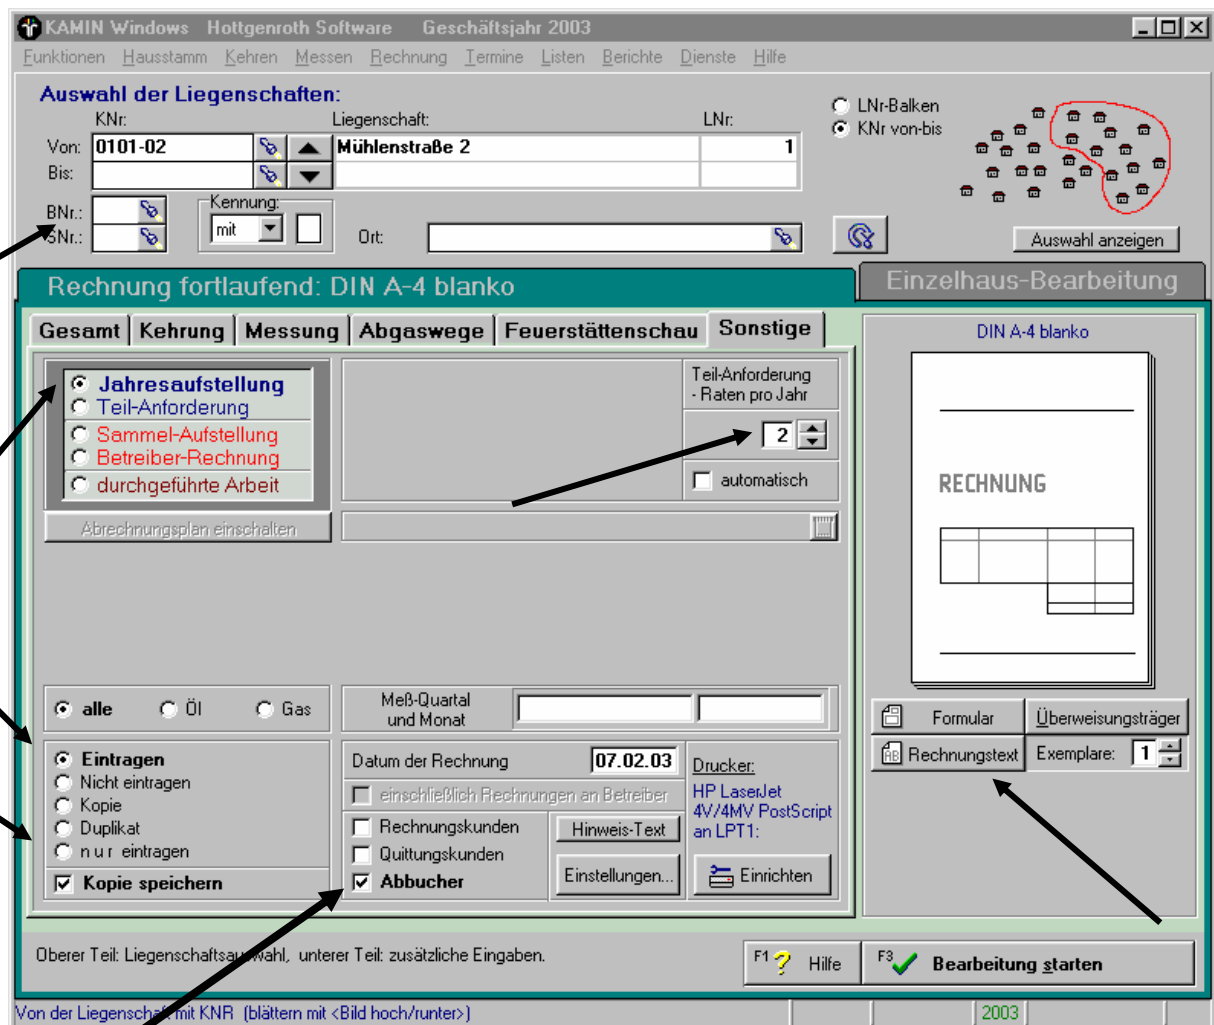 KAMIN Windows Hottgenroth Software Geschäftsjahr 2003
Funktionen Hausstamm Kehren Messen Rechnung Termine Listen Berichte Dienste Hilfe
Auswahl der Liegenschaften:
KNr: Liegenschaft: LNr:
Von: 0101-02 Mühlenstraße 2 1
Bis:
LNr-Balken
KNr von-bis
BNr.:
SNr.:
Kennung:
mit
Ort:
Auswahl anzeigen
Rechnung fortlaufend: DIN A-4 blanko
Einzelhaus-Bearbeitung
Gesamt Kehrung Messung Abgaswege Feuerstättenschau Sonstige
Jahresaufstellung
Teil-Anforderung
Sammel-Aufstellung
Betreiber-Rechnung
durchgeführte Arbeit
Abrechnungsplan einschalten
Teil-Anforderung
- Raten pro Jahr
2
automatisch
alle Öl Gas
Meß-Quartal
und Monat
Eintragen
Nicht eintragen
Kopie
Duplikat
n u r eintragen
Kopie speichern
Datum der Rechnung 07.02.03
einschließlich Rechnungen an Betreiber
Rechnungskunden
Quittungskunden
Abbucher
Hinweis-Text
Einstellungen...
Drucker:
HP LaserJet
4V/4MV PostScript
an LPT1:
Einrichten
DIN A-4 blanko
RECHNUNG
Formular Überweisungsträger
AB Rechnungstext Exemplare: 1
Oberer Teil: Liegenschaftsauswahl, unterer Teil: zusätzliche Eingaben.
F1 ? Hilfe
F3 Bearbeitung starten
Von der Liegenschaft mit KNR (blättern mit <Bild hoch/runter>)
2003